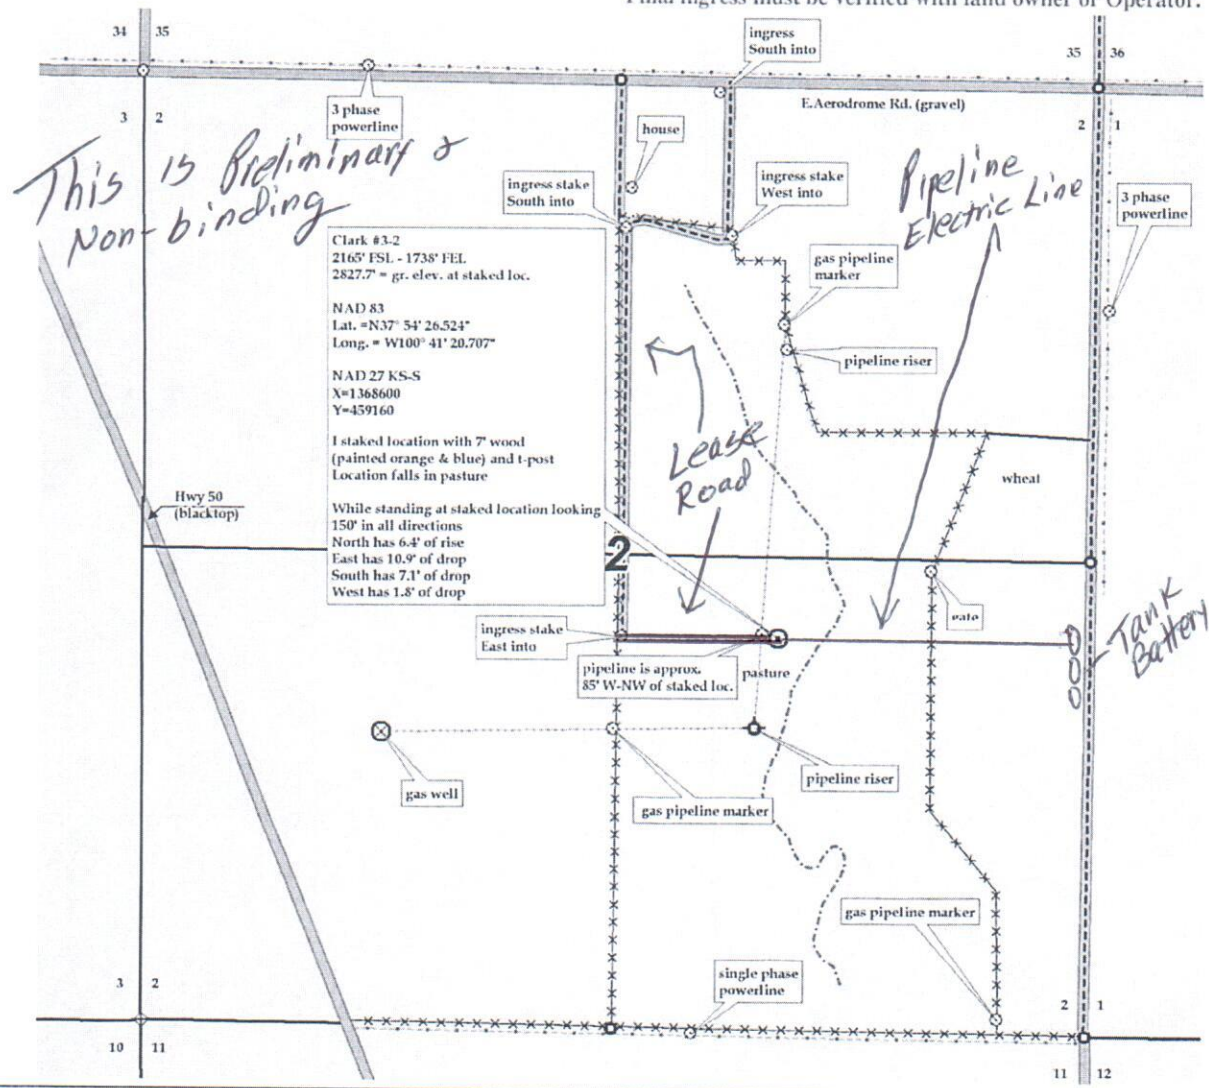 Final ingress must be verified with land owner or Operator.
34 35
35 36
ingress
South into
3 phase
powerline
E.Aerodrome Rd. (gravel)
3 2
2 1
house
This is Preliminary &
Non-binding
ingress stake
South into
ingress stake
West into
Pipeline
Electric Line
3 phase
powerline
Clark #3-2
2165' FSL - 1738' FEL
2827.7' = gr. elev. at staked loc.
NAD 83
Lat. =N37° 54' 26.524"
Long. = W100° 41' 20.707"
NAD 27 KS-S
X=1368600
Y=459160
I staked location with 7' wood
(painted orange & blue) and t-post
Location falls in pasture
While standing at staked location looking
150' in all directions
North has 6.4' of rise
East has 10.9' of drop
South has 7.1' of drop
West has 1.8' of drop
gas pipeline
marker
pipeline riser
Lease
Road
wheat
Hwy 50
(blacktop)
2
Tank
Battery
ingress stake
East into
pipeline is approx.
85' W-NW of staked loc.
pasture
gas well
gas pipeline marker
pipeline riser
gas pipeline marker
single phase
powerline
3 2
2 1
10 11
11 12